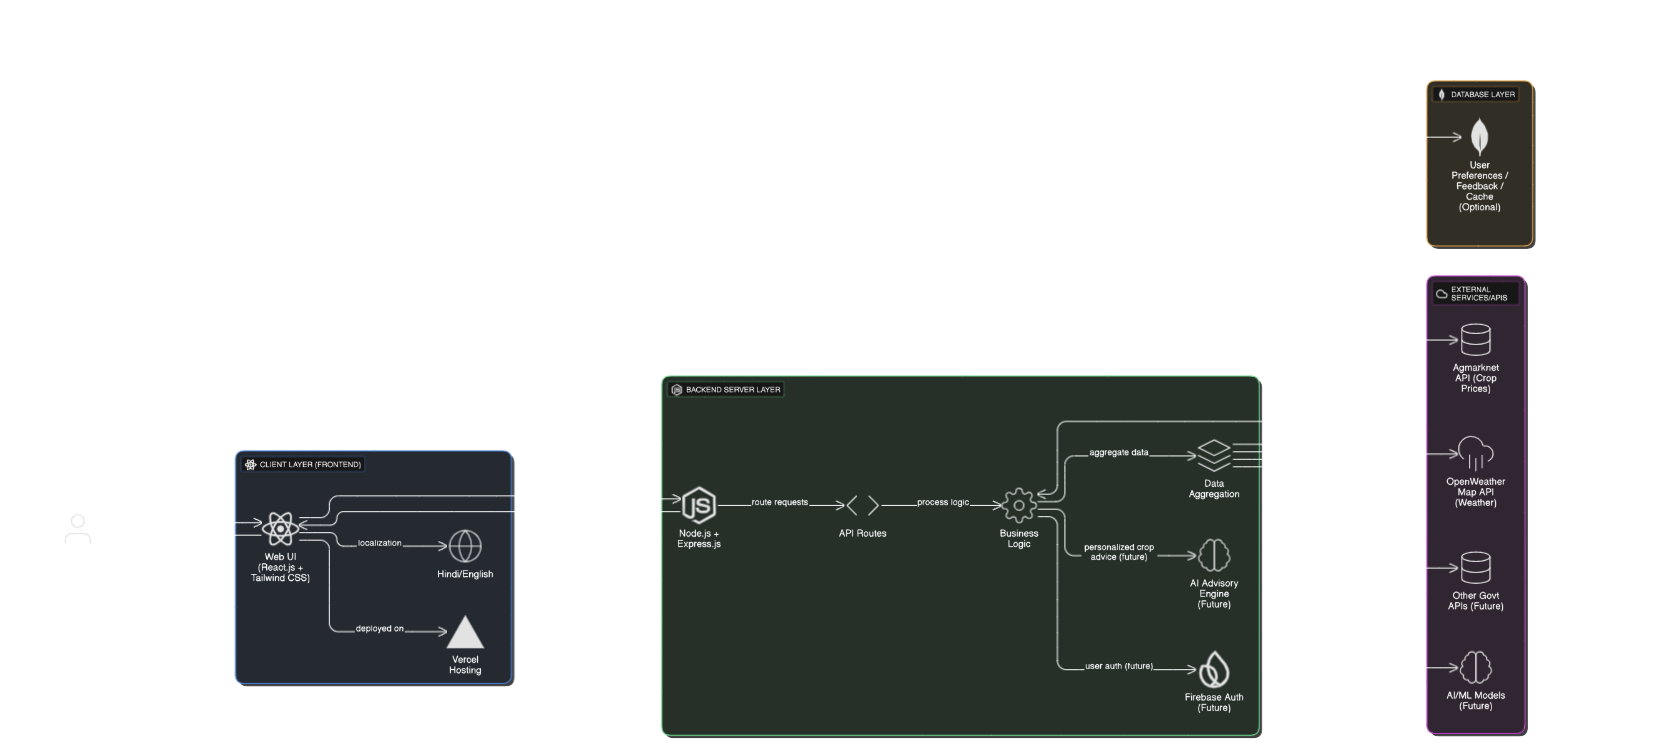 DATABASE LAYER
User
Preferences /
Feedback /
Cache
(Optional)
EXTERNAL
SERVICES/APIS
Agmarknet
API (Crop
Prices)
OpenWeather
Map API
(Weather)
Other Govt
APIs (Future)
AI/ML Models
(Future)
CLIENT LAYER (FRONTEND)
Web UI
(React.js +
Tailwind CSS)
localization
Hindi/English
deployed on
Vercel
Hosting
BACKEND SERVER LAYER
JS
Node.js +
Express.js
route requests
API Routes
process logic
Business
Logic
aggregate data
Data
Aggregation
personalized crop
advice (future)
AI Advisory
Engine
(Future)
user auth (future)
Firebase Auth
(Future)